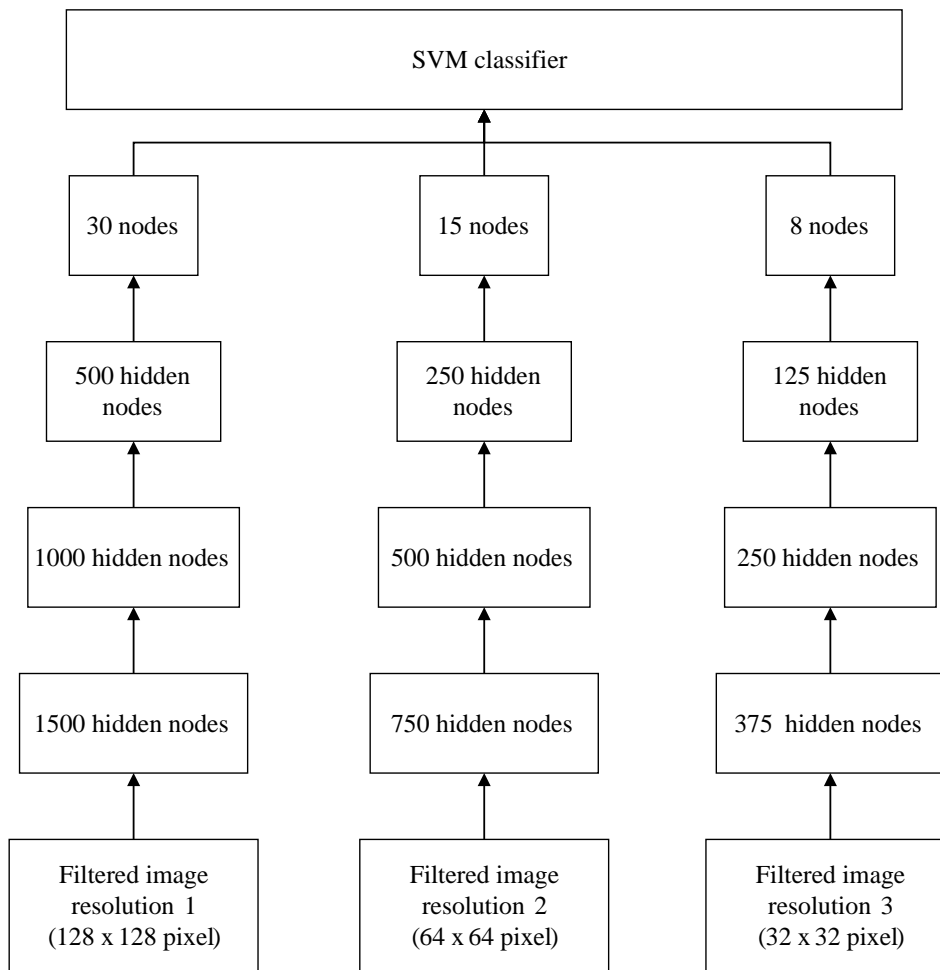 SVM classifier
30 nodes
15 nodes
8 nodes
500 hidden
nodes
250 hidden
nodes
125 hidden
nodes
1000 hidden nodes
500 hidden nodes
250 hidden nodes
1500 hidden nodes
750 hidden nodes
375 hidden nodes
Filtered image
resolution 1
(128 x 128 pixel)
Filtered image
resolution 2
(64 x 64 pixel)
Filtered image
resolution 3
(32 x 32 pixel)